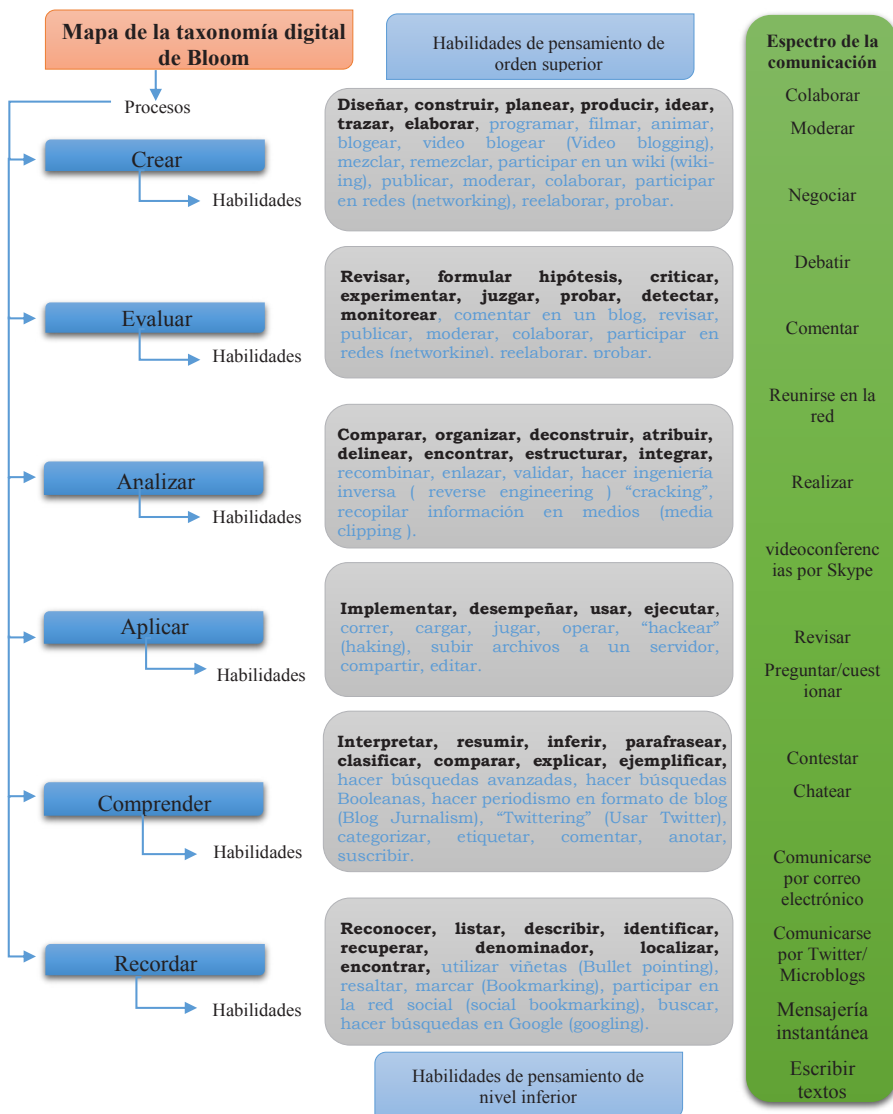 Mapa de la taxonomía digital
de Bloom
Habilidades de pensamiento de
orden superior
Procesos
Crear
Habilidades
Diseñar, construir, planear, producir, idear,
trazar, elaborar, programar, filmar, animar,
blogear, video blogear (Video blogging),
mezclar, remezclar, participar en un wiki (wiki-
ing), publicar, moderar, colaborar, participar
en redes (networking), reelaborar, probar.
Evaluar
Habilidades
Revisar, formular hipótesis, criticar,
experimentar, juzgar, probar, detectar,
monitorear, comentar en un blog, revisar,
publicar, moderar, colaborar, participar en
redes (networking), reelaborar, probar.
Analizar
Habilidades
Comparar, organizar, deconstruir, atribuir,
delinear, encontrar, estructurar, integrar,
recombinar, enlazar, validar, hacer ingeniería
inversa ( reverse engineering ) “cracking”,
recopilar información en medios (media
clipping ).
Aplicar
Habilidades
Implementar, desempeñar, usar, ejecutar,
correr, cargar, jugar, operar, “hackear”
(haking), subir archivos a un servidor,
compartir, editar.
Comprender
Habilidades
Interpretar, resumir, inferir, parafrasear,
clasificar, comparar, explicar, ejemplificar,
hacer búsquedas avanzadas, hacer búsquedas
Booleanas, hacer periodismo en formato de blog
(Blog Jurnalism), “Twittering” (Usar Twitter),
categorizar, etiquetar, comentar, anotar,
suscribir.
Recordar
Habilidades
Reconocer, listar, describir, identificar,
recuperar, denominador, localizar,
encontrar, utilizar viñetas (Bullet pointing),
resaltar, marcar (Bookmarking), participar en
la red social (social bookmarking), buscar,
hacer búsquedas en Google (googling).
Habilidades de pensamiento de
nivel inferior
Espectro de la
comunicación
Colaborar
Moderar
Negociar
Debatir
Comentar
Reunirse en la
red
Realizar
videoconferenc
ias por Skype
Revisar
Preguntar/cuest
ionar
Contestar
Chatear
Comunicarse
por correo
electrónico
Comunicarse
por Twitter/
Microblogs
Mensajería
instantánea
Escribir
textos